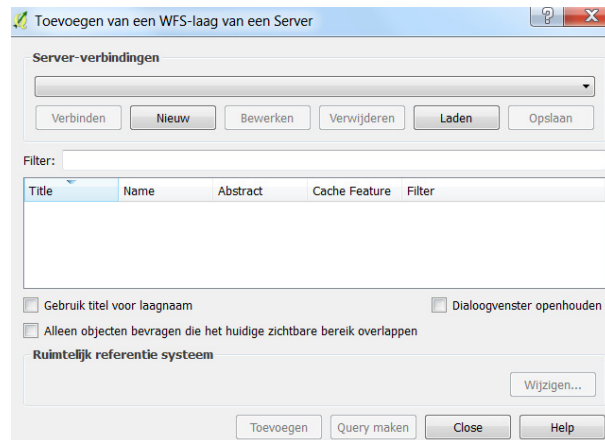 Toevoegen van een WFS-laag van een Server
Server-verbindingen
Verbinden Nieuw Bewerken Verwijderen Laden Opslaan
Filter:
Title Name Abstract Cache Feature Filter
Gebruik titel voor laagnaam Dialoogvenster openhouden
Alleen objecten bevragen die het huidige zichtbare bereik overlappen
Ruimtelijk referentie systeem
Wijzigen...
Toevoegen Query maken Close Help